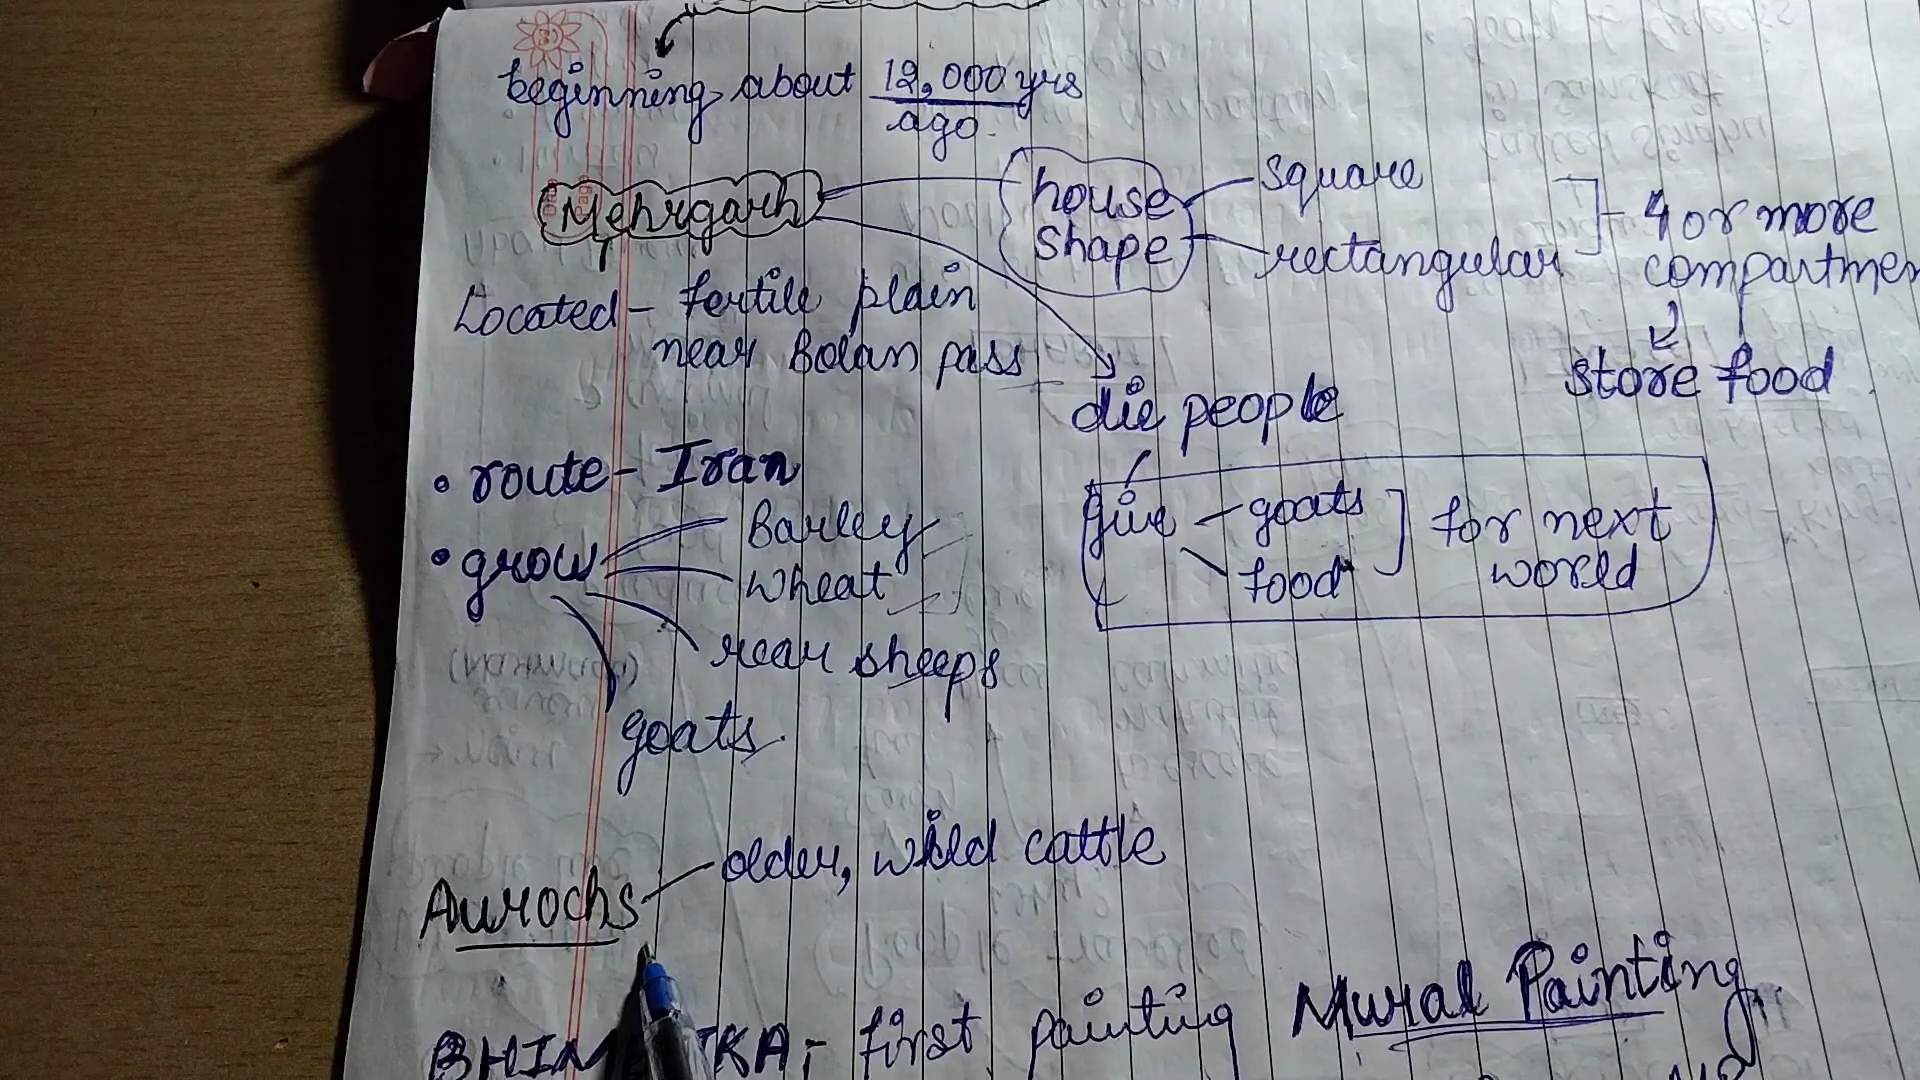 beginning about 12,000 yrs
ago.
Mehrgarh
house
shape
square
rectangular
4 or more
compartmen
store food
Located - fertile plain
near Bolan pass
die people
give - goats
food
for next
world
• route - Iran
• grow
Barley
wheat
rear sheeps
goats.
Aurochs - older, wild cattle
first painting Mural Painting